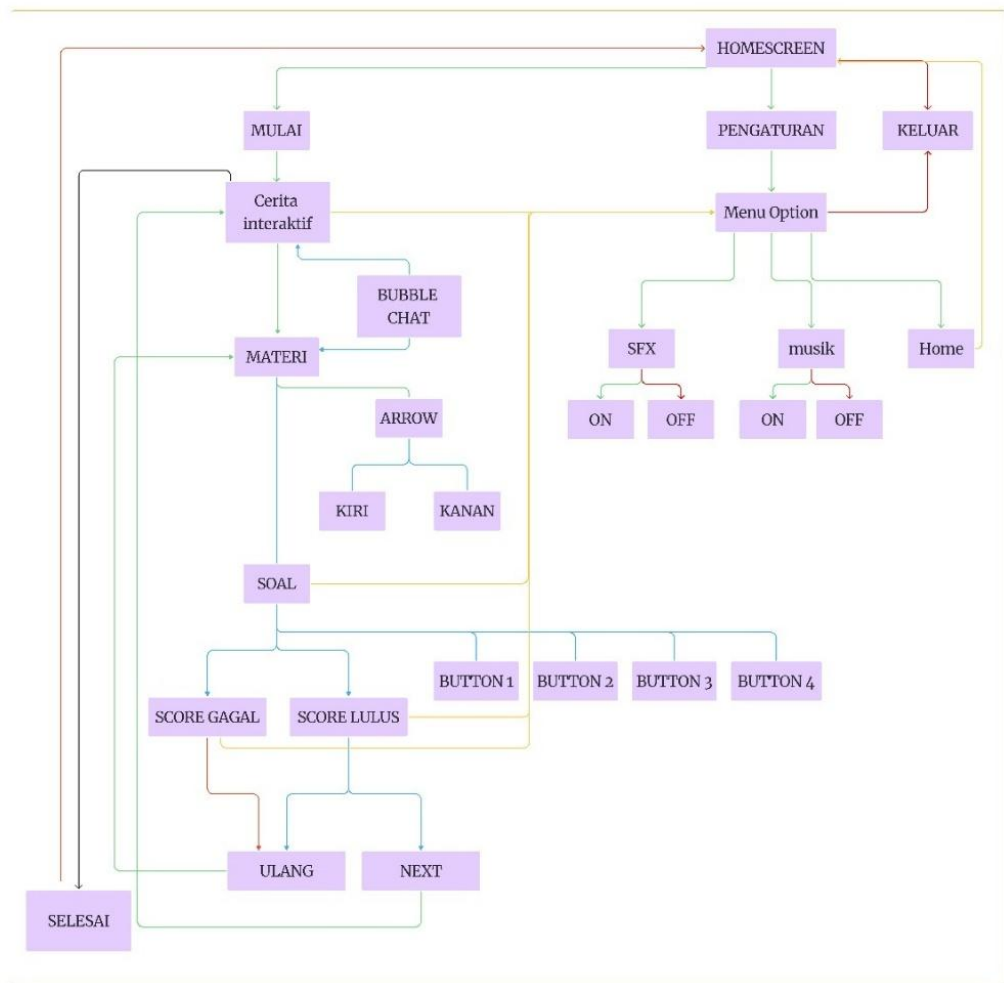 HOMESCREEN
MULAI
PENGATURAN
KELUAR
Cerita
interaktif
Menu Option
BUBBLE
CHAT
MATERI
SFX
musik
Home
ARROW
ON
OFF
ON
OFF
KIRI
KANAN
SOAL
BUTTON 1
BUTTON 2
BUTTON 3
BUTTON 4
SCORE GAGAL
SCORE LULUS
ULANG
NEXT
SELESAI